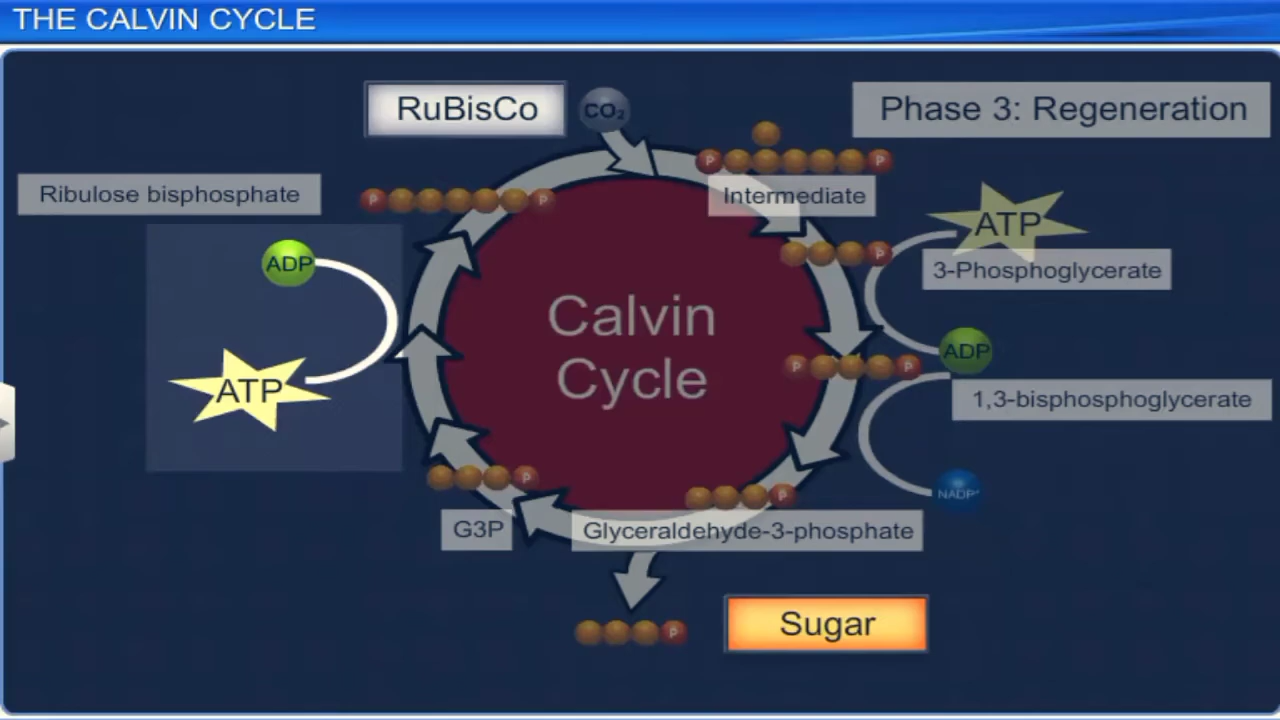 THE CALVIN CYCLE
RuBisCo
CO₂
Phase 3: Regeneration
P
P
Intermediate
Ribulose bisphosphate
P
P
ATP
P
3-Phosphoglycerate
ADP
Calvin
Cycle
ADP
P
P
ATP
1,3-bisphosphoglycerate
P
P
NADP⁺
G3P
Glyceraldehyde-3-phosphate
Sugar
P